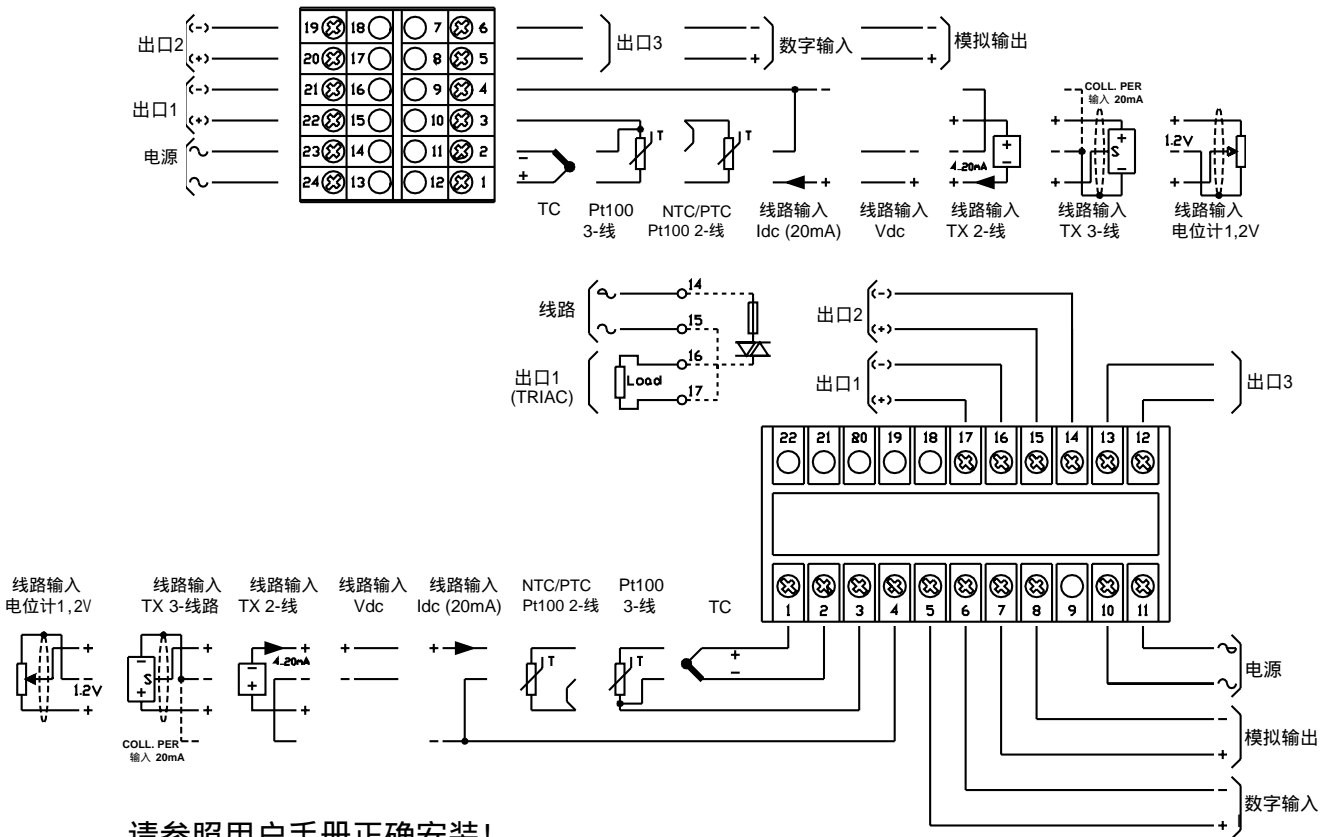 出口2
(-)
(+)
出口1
(-)
(+)
电源
19 18 7 6
20 17 8 5
21 16 9 4
22 15 10 3
23 14 11 2
24 13 12 1
出口3
- 数字输入
+
- 模拟输出
+
- +
TC
T
Pt100
3-线
T
NTC/PTC
Pt100 2-线
-
+
线路输入
Idc (20mA)
-
+
线路输入
Vdc
-
+
-
4..20mA
+
+
-
线路输入
TX 2-线
COLL. PER
输入 20mA
-
+
-
+
+
S
-
线路输入
TX 3-线
+
1.2V
-
+
线路输入
电位计1,2V
线路
14
15
出口1
(TRIAC)
16
Load
17
出口2
(-)
(+)
出口1
(-)
(+)
出口3
22 21 20 19 18 17 16 15 14 13 12
1 2 3 4 5 6 7 8 9 10 11
线路输入
电位计1,2V
线路输入
TX 3-线路
线路输入
TX 2-线
线路输入
Vdc
线路输入
Idc (20mA)
NTC/PTC
Pt100 2-线
Pt100
3-线
TC
+
-
1.2V
+
-
S
+
+
-
+
-
COLL. PER
输入 20mA
-
+
+
4..20mA
-
+
-
+
-
+
-
T
T
+
-
电源
-
模拟输出
+
-
数字输入
+
请参照用户手册正确安装!